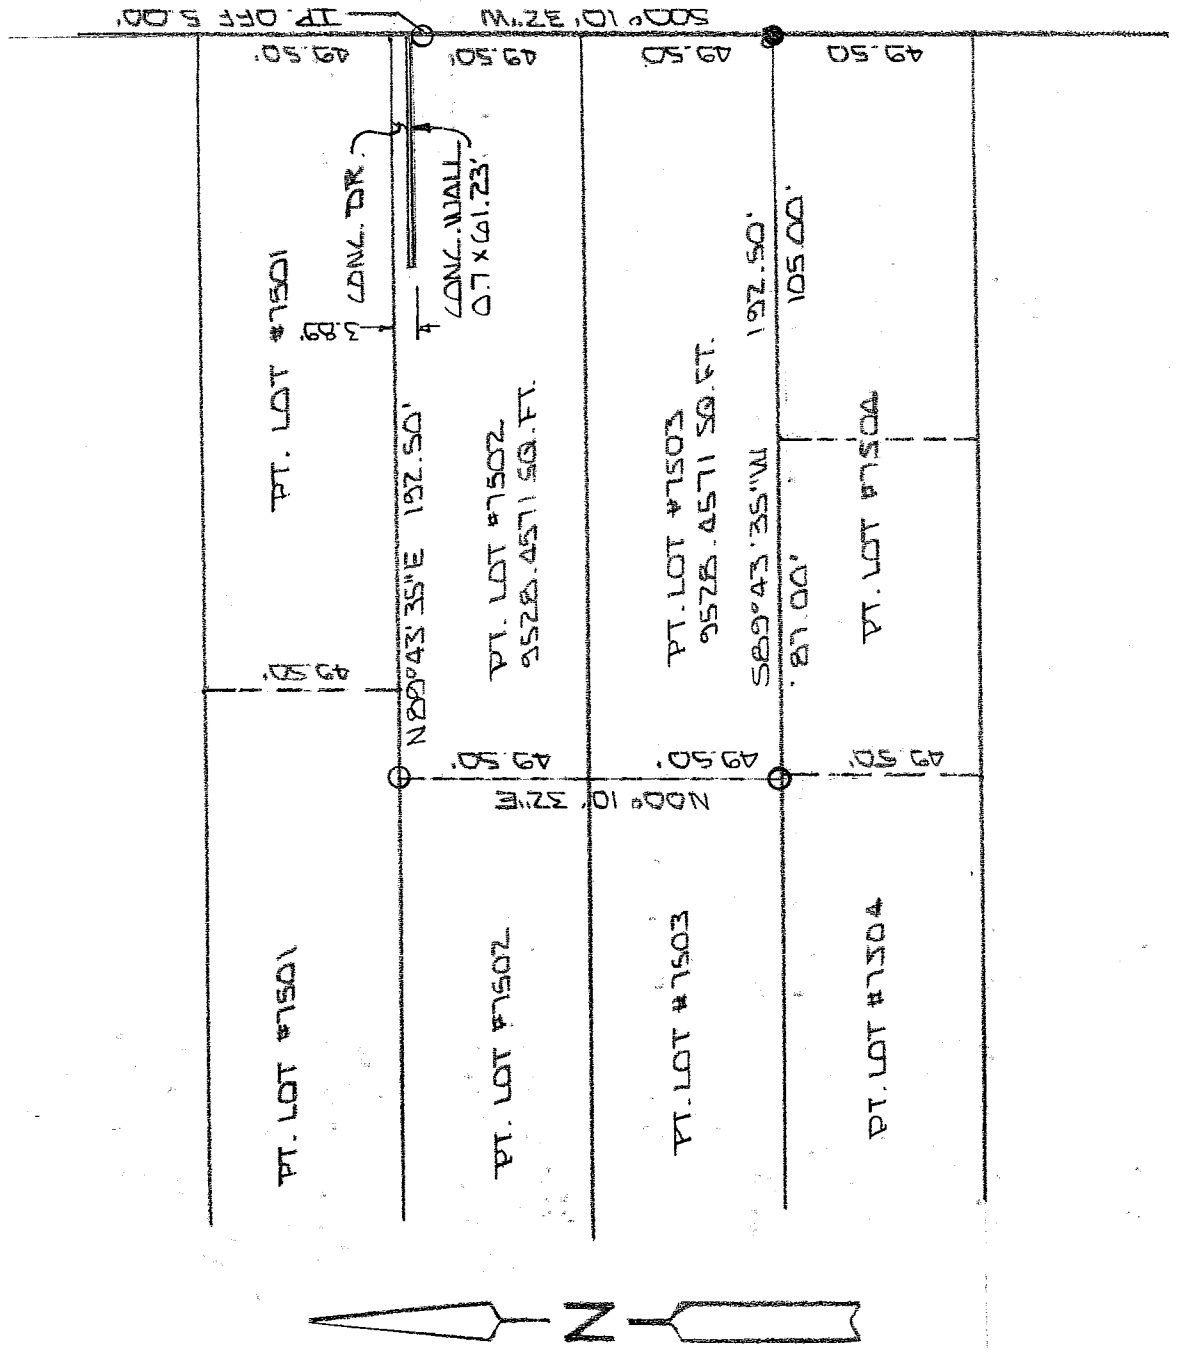 I.P. OFF 5.00'
S00° 10' 32"W
49.50'
49.50'
49.50
49.50
CONC. DR.
CONC. WALL
0.7 x 61.23'
3.89'
PT. LOT #7501
N89°43'35"E 192.50'
PT. LOT #7502
9528.4571 SQ. FT.
PT. LOT #7503
9528.4571 SQ. FT.
S89°43'35"W 192.50'
87.00' 105.00'
PT. LOT #7504
49.50'
49.50'
49.50'
49.50'
N00° 10' 32"E
PT. LOT #7501
PT. LOT #7502
PT. LOT #7503
PT. LOT #7504
N